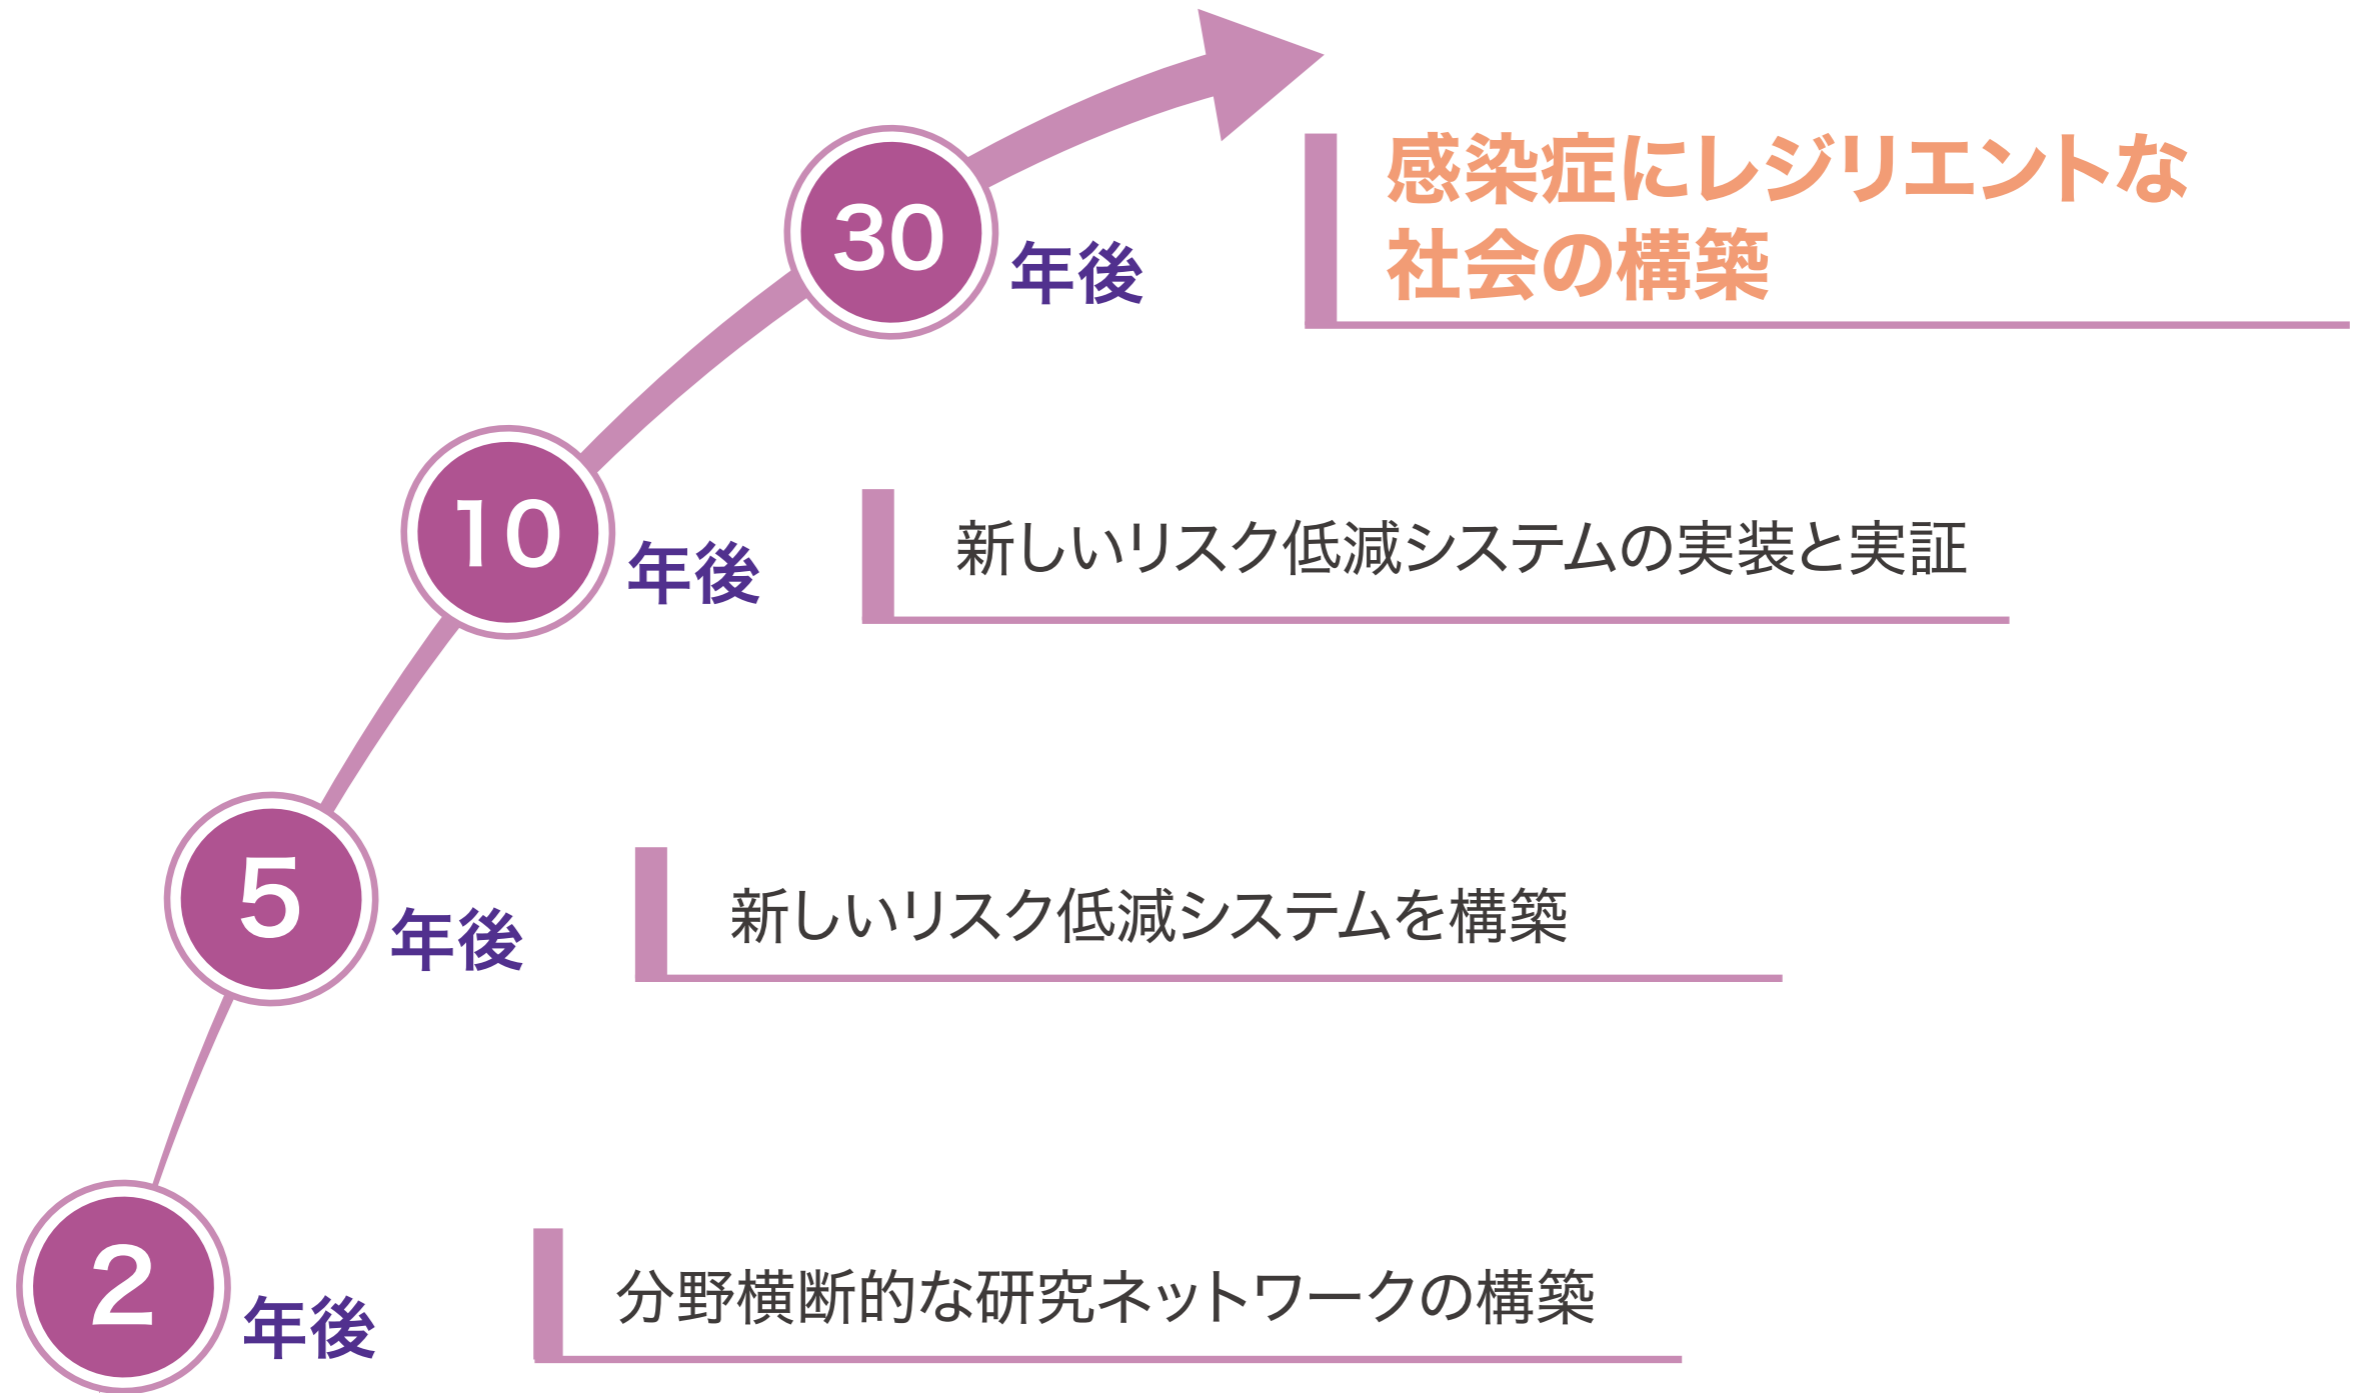 30年後
感染症にレジリエントな
社会の構築
10年後
新しいリスク低減システムの実装と実証
5年後
新しいリスク低減システムを構築
2年後
分野横断的な研究ネットワークの構築